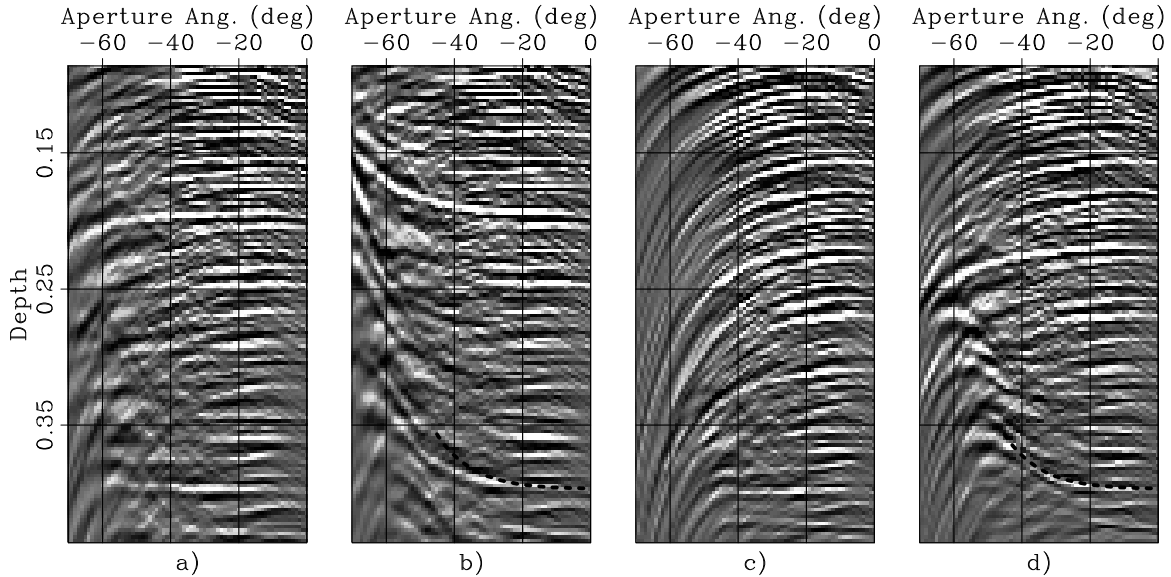 Aperture Ang. (deg) Aperture Ang. (deg) Aperture Ang. (deg) Aperture Ang. (deg)
−60 −40 −20 0 −60 −40 −20 0 −60 −40 −20 0 −60 −40 −20 0
0.15
0.25
Depth
0.35
a) b) c) d)